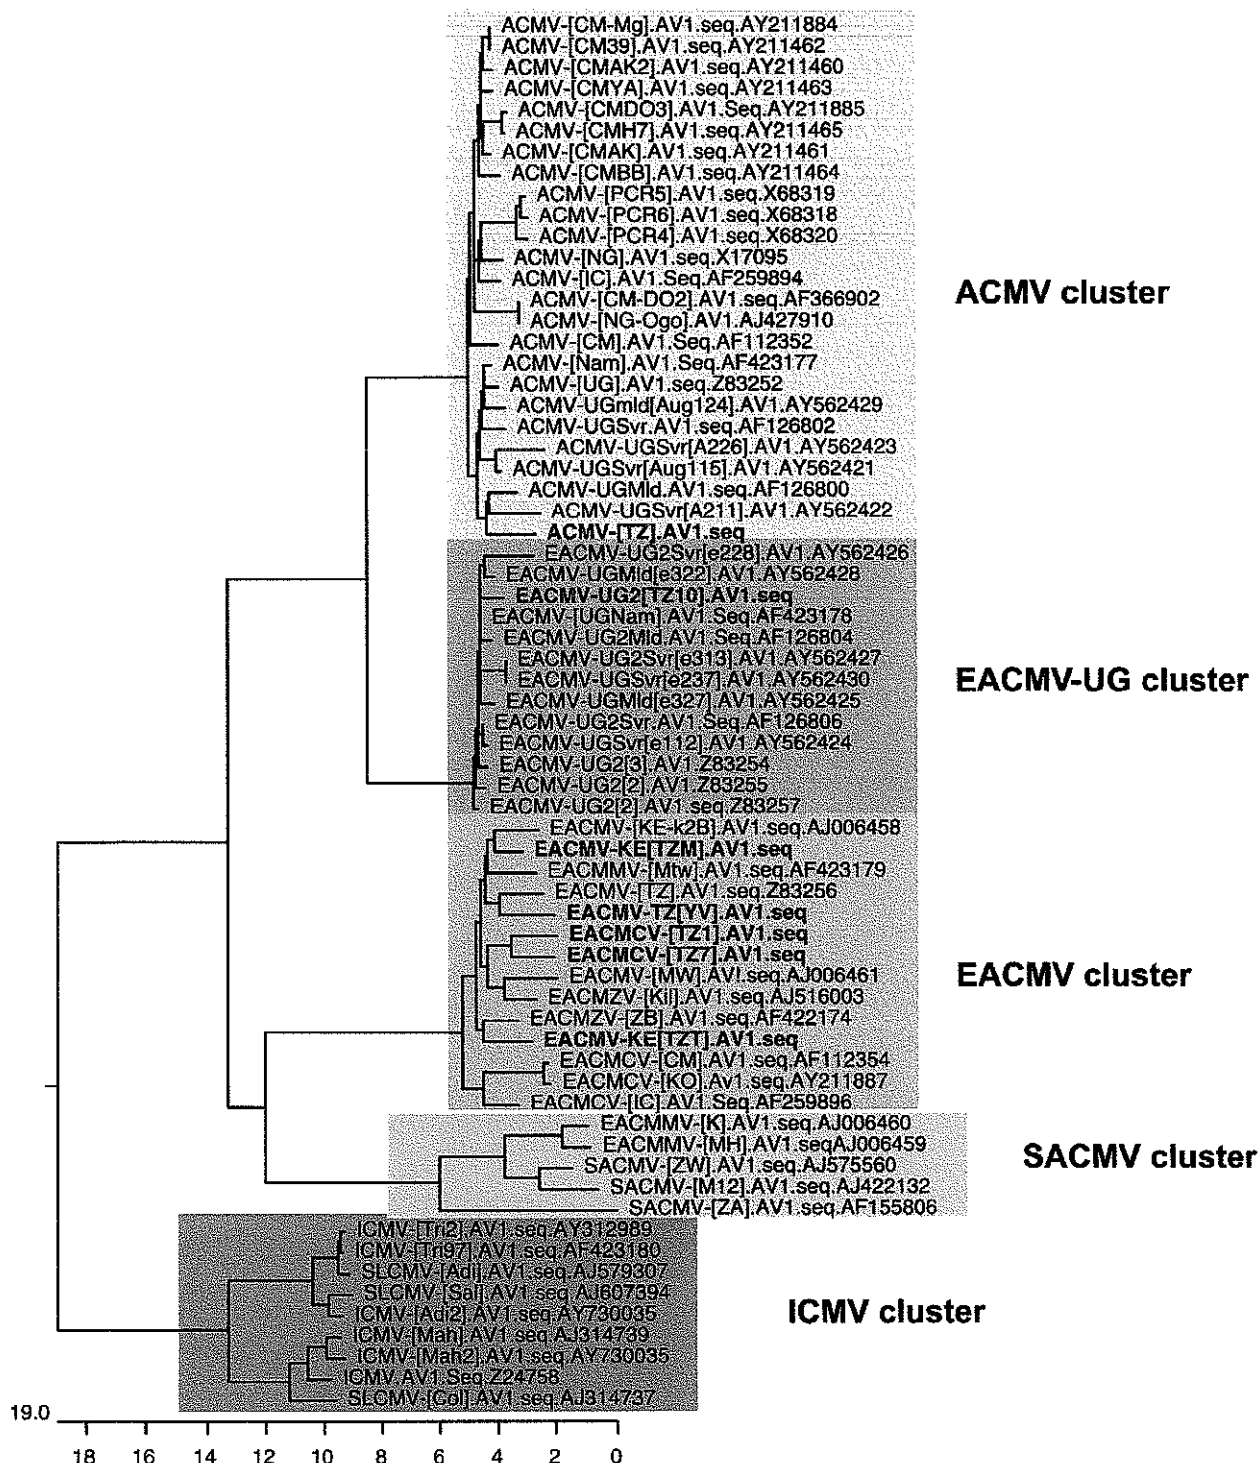 ACMV-[CM-Mg].AV1.seq.AY211884
ACMV-[CM39].AV1.seq.AY211462
ACMV-[CMAK2].AV1.seq.AY211460
ACMV-[CMYA].AV1.seq.AY211463
ACMV-[CMDO3].AV1.Seq.AY211885
ACMV-[CMH7].AV1.seq.AY211465
ACMV-[CMAK].AV1.seq.AY211461
ACMV-[CMBB].AV1.seq.AY211464
ACMV-[PCR5].AV1.seq.X68319
ACMV-[PCR6].AV1.seq.X68318
ACMV-[PCR4].AV1.seq.X68320
ACMV-[NG].AV1.seq.X17095
ACMV-[IC].AV1.Seq.AF259894
ACMV-[CM-DO2].AV1.seq.AF366902
ACMV-[NG-Ogo].AV1.AJ427910
ACMV-[CM].AV1.Seq.AF112352
ACMV-[Nam].AV1.Seq.AF423177
ACMV-[UG].AV1.seq.Z83252
ACMV-UGmld[Aug124].AV1.AY562429
ACMV-UGSvr.AV1.seq.AF126802
ACMV-UGSvr[A226].AV1.AY562423
ACMV-UGSvr[Aug115].AV1.AY562421
ACMV-UGMld.AV1.seq.AF126800
ACMV-UGSvr[A211].AV1.AY562422
ACMV-[TZ].AV1.seq
ACMV cluster
EACMV-UG2Svr[e228].AV1.AY562426
EACMV-UGMld[e322].AV1.AY562428
EACMV-UG2[TZ10].AV1.seq
EACMV-[UGNam].AV1.Seq.AF423178
EACMV-UG2Mld.AV1.Seq.AF126804
EACMV-UG2Svr[e313].AV1.AY562427
EACMV-UGSvr[e237].AV1.AY562430
EACMV-UGMld[e327].AV1.AY562425
EACMV-UG2Svr.AV1.Seq.AF126806
EACMV-UGSvr[e112].AV1.AY562424
EACMV-UG2[3].AV1.Z83254
EACMV-UG2[2].AV1.Z83255
EACMV-UG2[2].AV1.seq.Z83257
EACMV-UG cluster
EACMV-[KE-k2B].AV1.seq.AJ006458
EACMV-KE[TZM].AV1.seq
EACMMV-[Mtw].AV1.seq.AF423179
EACMV-[TZ].AV1.seq.Z83256
EACMV-TZ[YV].AV1.seq
EACMCV-[TZ1].AV1.seq
EACMCV-[TZ7].AV1.seq
EACMV-[MW].AV!.seq.AJ006461
EACMZV-[Kil].AV1.seq.AJ516003
EACMZV-[ZB].AV1.seq.AF422174
EACMV-KE[TZT].AV1.seq
EACMCV-[CM].AV1.seq.AF112354
EACMCV-[KO].Av1.seq.AY211887
EACMCV-[IC].AV1.Seq.AF259896
EACMV cluster
EACMMV-[K].AV1.seq.AJ006460
EACMMV-[MH].AV1.seqAJ006459
SACMV-[ZW].AV1.seq.AJ575560
SACMV-[M12].AV1.seq.AJ422132
SACMV-[ZA].AV1.seq.AF155806
SACMV cluster
ICMV-[Tri2].AV1.seq.AY312989
ICMV-[Tri97].AV1.seq.AF423180
SLCMV-[Adi].AV1.seq.AJ579307
SLCMV-[Sal].AV1.seq.AJ607394
ICMV-[Adi2].AV1.seq.AY730035
ICMV-[Mah].AV1.seq.AJ314739
ICMV-[Mah2].AV1.seq.AY730035
ICMV.AV1.Seq.Z24758
SLCMV-[Col].AV1.seq.AJ314737
ICMV cluster
19.0
18 16 14 12 10 8 6 4 2 0